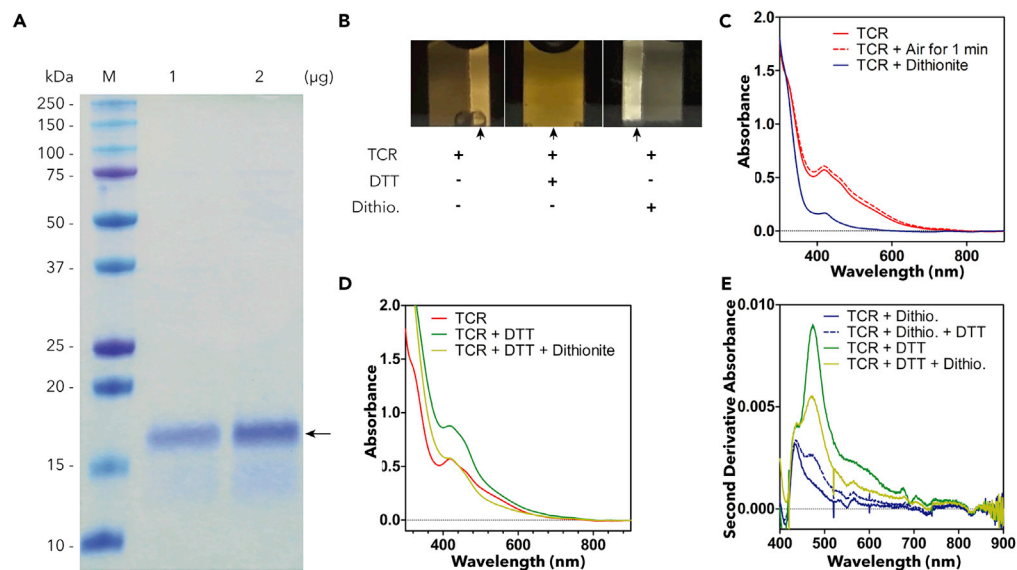 A
kDa M 1 2 (μg)
250 -
150 -
100 -
75 -
50 -
37 -
25 -
20 -
15 -
10 -
B
TCR + + +
DTT - + -
Dithio. - - +
C
TCR
TCR + Air for 1 min
TCR + Dithionite
Absorbance
2.0
1.5
1.0
0.5
0.0
400 600 800
Wavelength (nm)
D
TCR
TCR + DTT
TCR + DTT + Dithionite
Absorbance
2.0
1.5
1.0
0.5
0.0
400 600 800
Wavelength (nm)
E
TCR + Dithio.
TCR + Dithio. + DTT
TCR + DTT
TCR + DTT + Dithio.
Second Derivative Absorbance
0.010
0.005
0.000
400 500 600 700 800 900
Wavelength (nm)